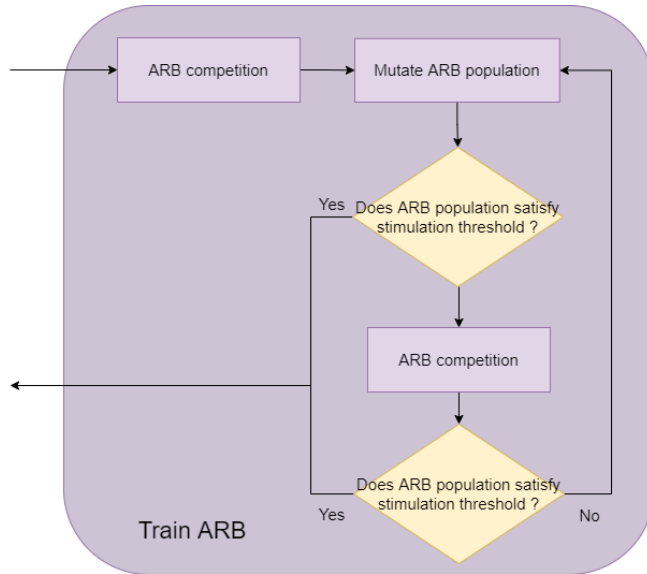 ARB competition
Mutate ARB population
Yes
Does ARB population satisfy
stimulation threshold ?
ARB competition
Does ARB population satisfy
stimulation threshold ?
Yes
No
Train ARB